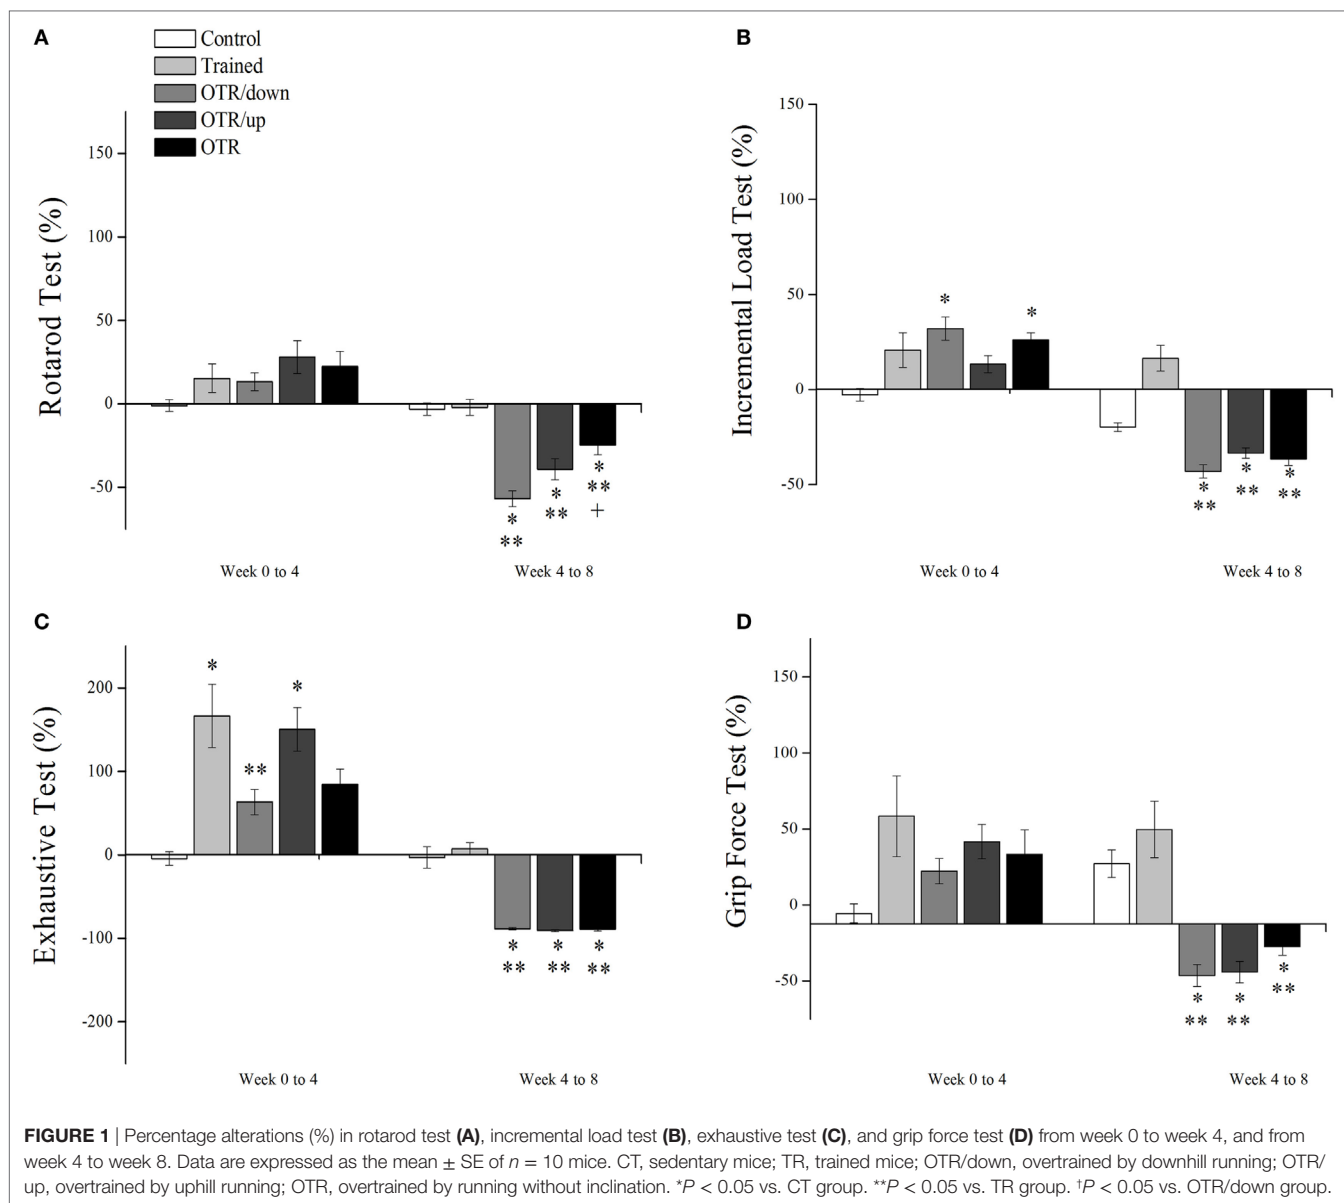 A
Control
Trained
OTR/down
OTR/up
OTR
Rotarod Test (%)
150
100
50
0
-50
*
**
*
**
*
**
+
Week 0 to 4
Week 4 to 8
B
Incremental Load Test (%)
150
100
50
0
-50
*
*
*
**
*
**
*
**
Week 0 to 4
Week 4 to 8
C
Exhaustive Test (%)
200
100
0
-100
-200
*
**
*
*
**
*
**
*
**
Week 0 to 4
Week 4 to 8
D
Grip Force Test (%)
150
100
50
0
-50
*
**
*
**
*
**
Week 0 to 4
Week 4 to 8
FIGURE 1 | Percentage alterations (%) in rotarod test (A), incremental load test (B), exhaustive test (C), and grip force test (D) from week 0 to week 4, and from
week 4 to week 8. Data are expressed as the mean ± SE of n = 10 mice. CT, sedentary mice; TR, trained mice; OTR/down, overtrained by downhill running; OTR/
up, overtrained by uphill running; OTR, overtrained by running without inclination. *P < 0.05 vs. CT group. **P < 0.05 vs. TR group. †P < 0.05 vs. OTR/down group.